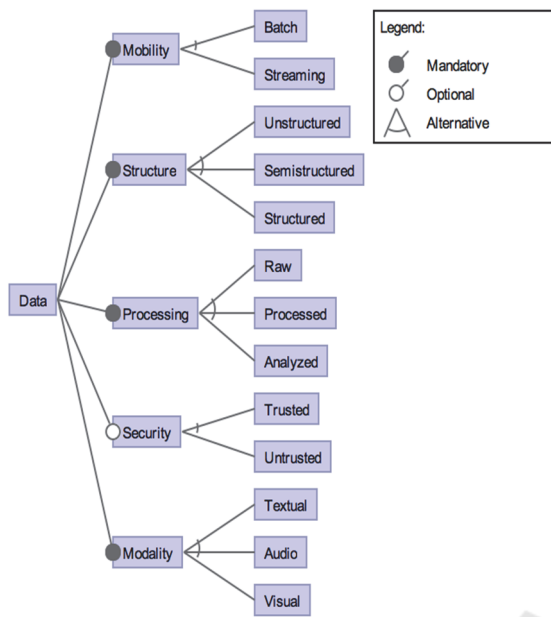 Batch
Mobility
Streaming
Unstructured
Structure
Semistructured
Structured
Raw
Data
Processing
Processed
Analyzed
Trusted
Security
Untrusted
Textual
Modality
Audio
Visual
Legend:
Mandatory
Optional
Alternative